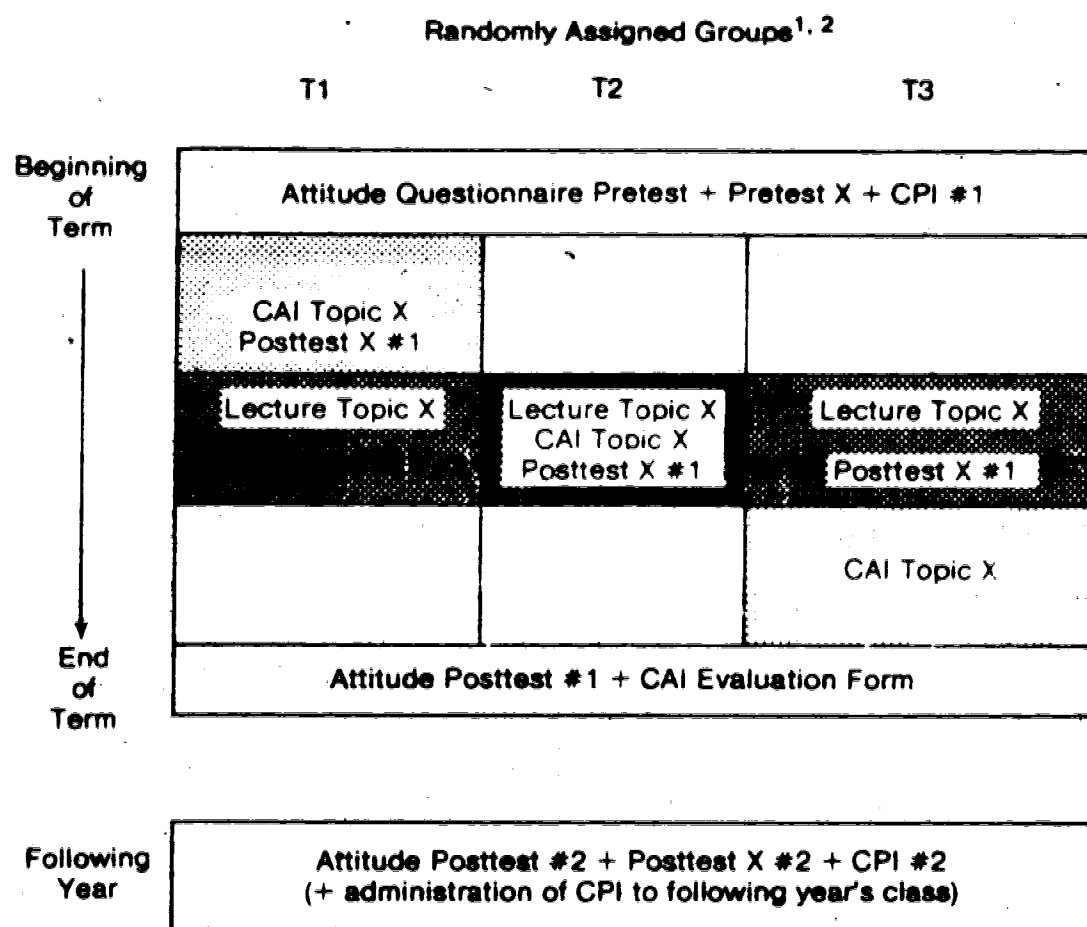 Randomly Assigned Groups1, 2
T1 T2 T3
Beginning
of
Term
Attitude Questionnaire Pretest + Pretest X + CPI #1
CAI Topic X
Posttest X #1
Lecture Topic X
Lecture Topic X
CAI Topic X
Posttest X #1
Lecture Topic X
Posttest X #1
CAI Topic X
End
of
Term
Attitude Posttest #1 + CAI Evaluation Form
Following
Year
Attitude Posttest #2 + Posttest X #2 + CPI #2
(+ administration of CPI to following year's class)